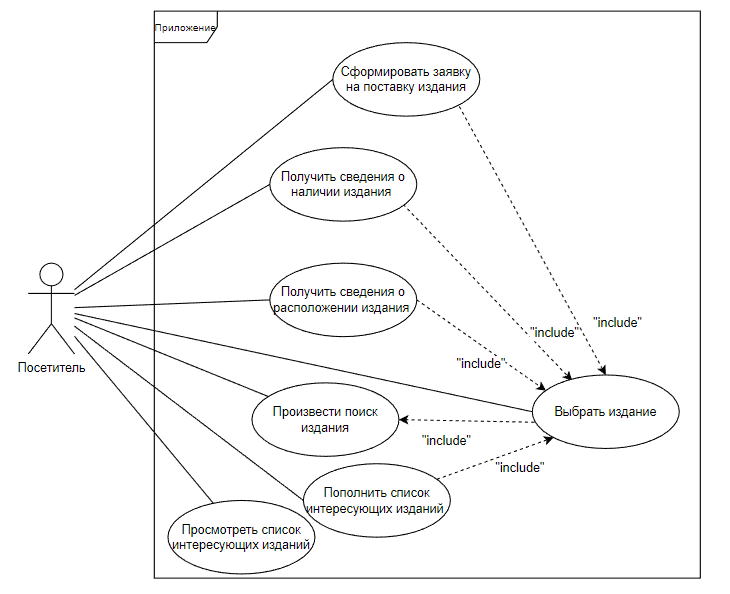 Приложение
Сформировать заявку
на поставку издания
Получить сведения о
наличии издания
Получить сведения о
расположении издания
"include"
"include"
"include"
Посетитель
Произвести поиск
издания
Выбрать издание
"include"
"include"
Пополнить список
интересующих изданий
Просмотреть список
интересующих изданий